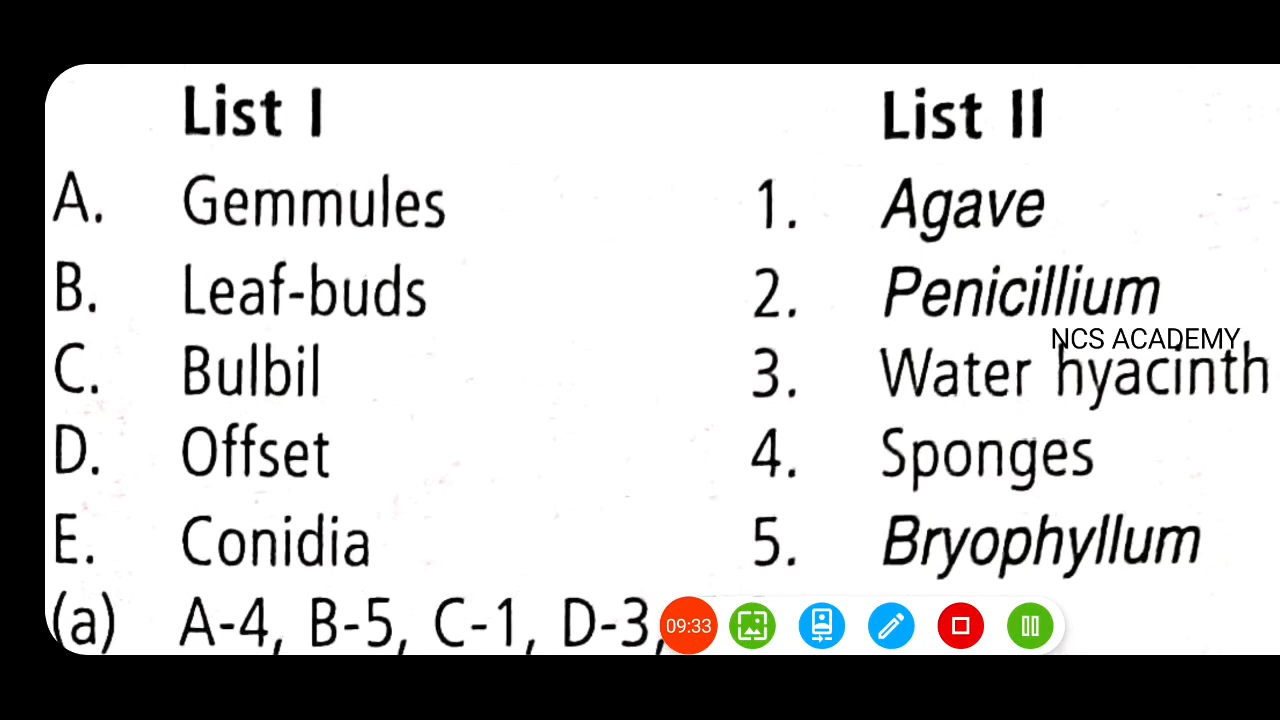 List I List II
A. Gemmules 1. Agave
B. Leaf-buds 2. Penicillium
NCS ACADEMY
C. Bulbil 3. Water hyacinth
D. Offset 4. Sponges
E. Conidia 5. Bryophyllum
(a) A-4, B-5, C-1, D-3,
09:33